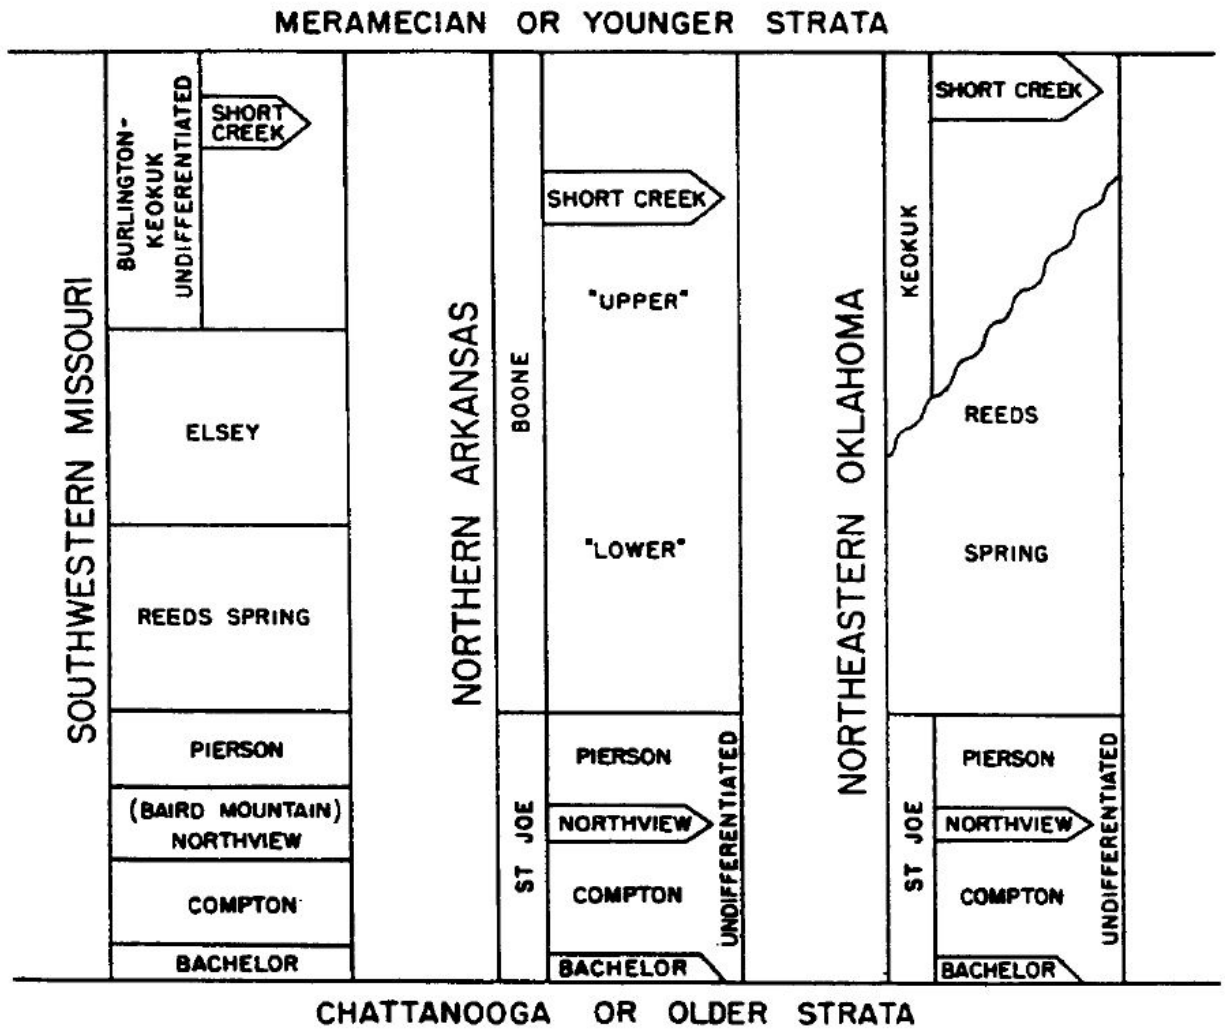 MERAMECIAN OR YOUNGER STRATA
SOUTHWESTERN MISSOURI
BURLINGTON-
KEOKUK
UNDIFFERENTIATED
SHORT
CREEK
ELSEY
REEDS SPRING
PIERSON
(BAIRD MOUNTAIN)
NORTHVIEW
COMPTON
BACHELOR
NORTHERN ARKANSAS
BOONE
SHORT CREEK
"UPPER"
"LOWER"
ST JOE
PIERSON
NORTHVIEW
COMPTON
BACHELOR
UNDIFFERENTIATED
NORTHEASTERN OKLAHOMA
KEOKUK
SHORT CREEK
REEDS
SPRING
ST JOE
PIERSON
NORTHVIEW
COMPTON
BACHELOR
UNDIFFERENTIATED
CHATTANOOGA OR OLDER STRATA